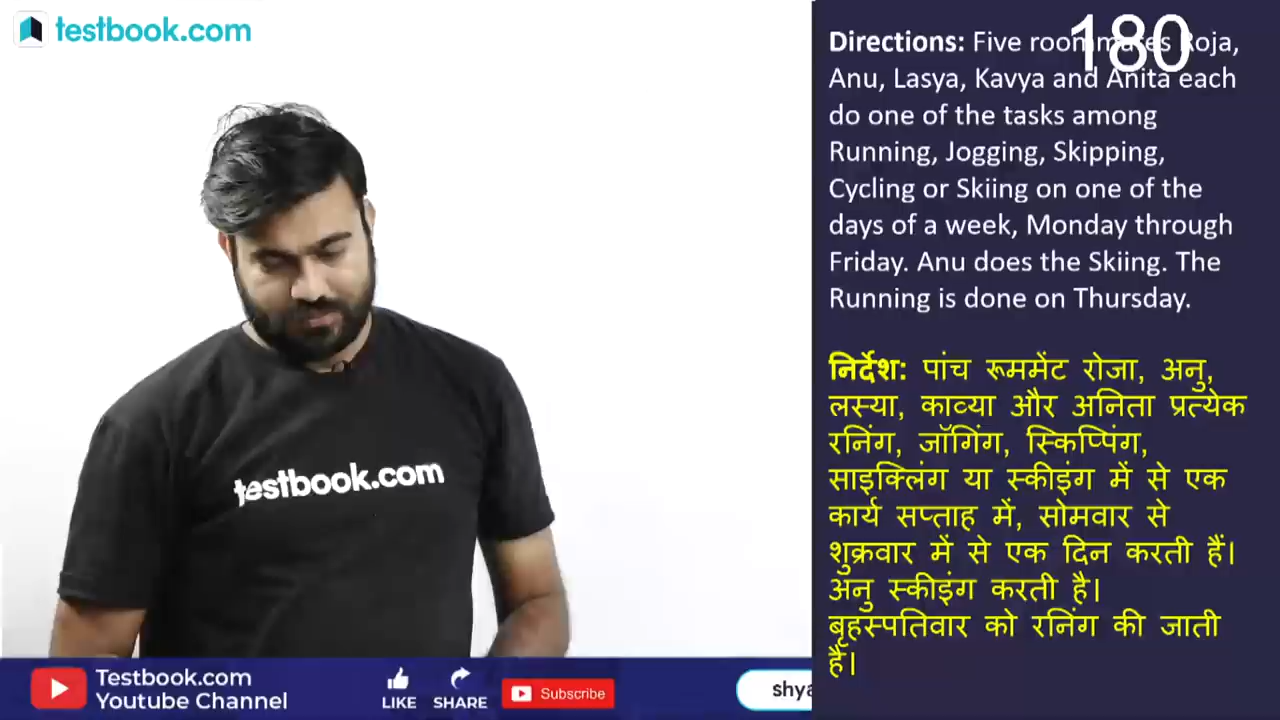 testbook.com
180
Directions: Five roommates Roja,
Anu, Lasya, Kavya and Anita each
do one of the tasks among
Running, Jogging, Skipping,
Cycling or Skiing on one of the
days of a week, Monday through
Friday. Anu does the Skiing. The
Running is done on Thursday.
निर्देश: पांच रूममेंट रोजा, अनु,
लस्या, काव्या और अनिता प्रत्येक
रनिंग, जॉगिंग, स्किप्पिंग,
साइक्लिंग या स्कीइंग में से एक
कार्य सप्ताह में, सोमवार से
शुक्रवार में से एक दिन करती हैं।
अनु स्कीइंग करती है।
बृहस्पतिवार को रनिंग की जाती
है।
testbook.com
Testbook.com
Youtube Channel
LIKE
SHARE
Subscribe